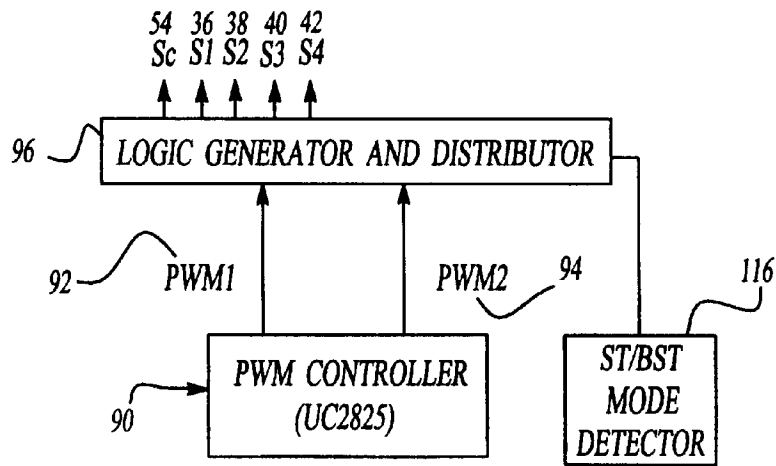 54 36 38 40 42
Sc S1 S2 S3 S4
96
LOGIC GENERATOR AND DISTRIBUTOR
92 PWM1 PWM2 94
116
90
PWM CONTROLLER
(UC2825)
ST/BST
MODE
DETECTOR